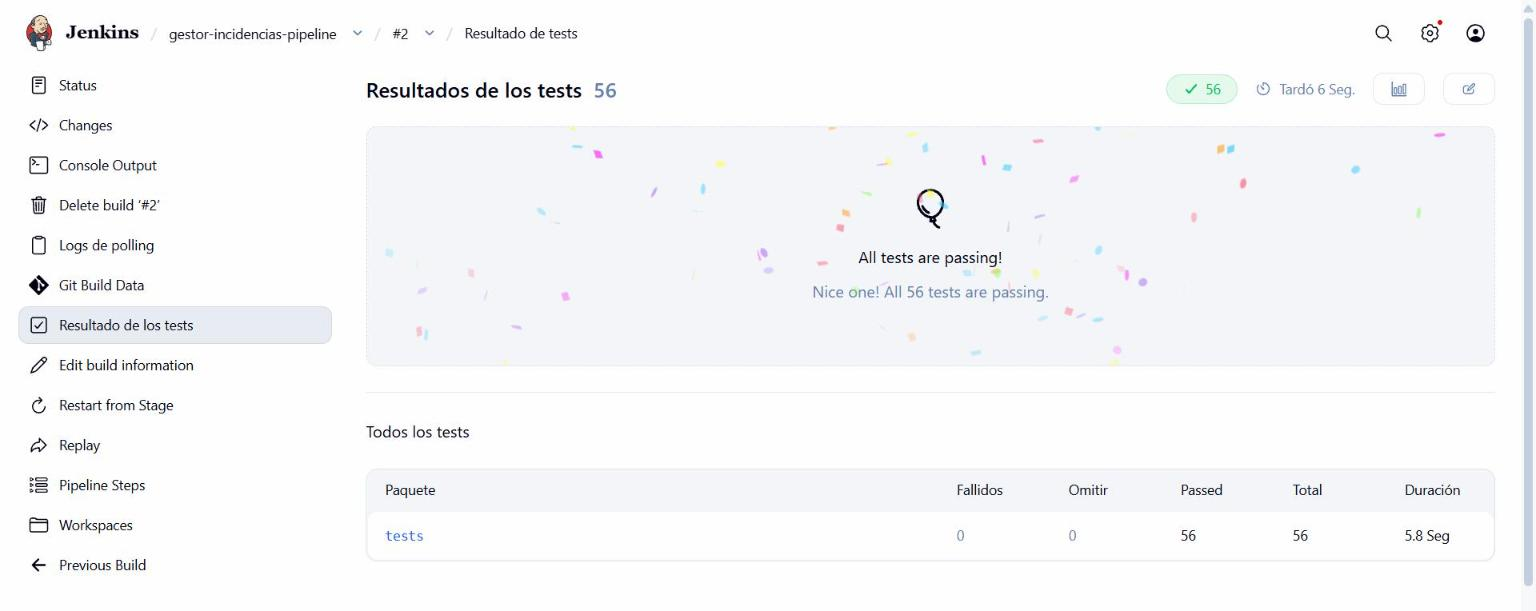 Jenkins / gestor-incidencias-pipeline / #2 / Resultado de tests
Status
Changes
Console Output
Delete build ‘#2’
Logs de polling
Git Build Data
Resultado de los tests
Edit build information
Restart from Stage
Replay
Pipeline Steps
Workspaces
Previous Build
Resultados de los tests 56
56 Tardó 6 Seg.
All tests are passing!
Nice one! All 56 tests are passing.
Todos los tests
Paquete Fallidos Omitir Passed Total Duración
tests 0 0 56 56 5.8 Seg